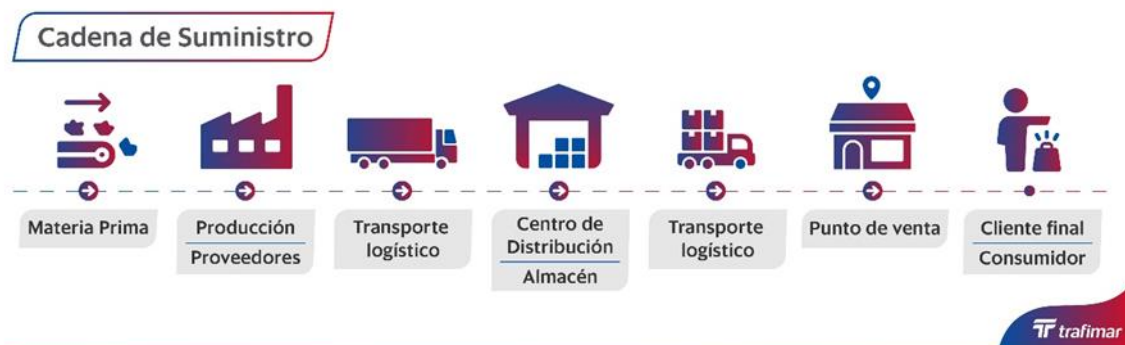 Cadena de Suministro
Materia Prima
Producción
Proveedores
Transporte
logístico
Centro de
Distribución
Almacén
Transporte
logístico
Punto de venta
Cliente final
Consumidor
trafimar